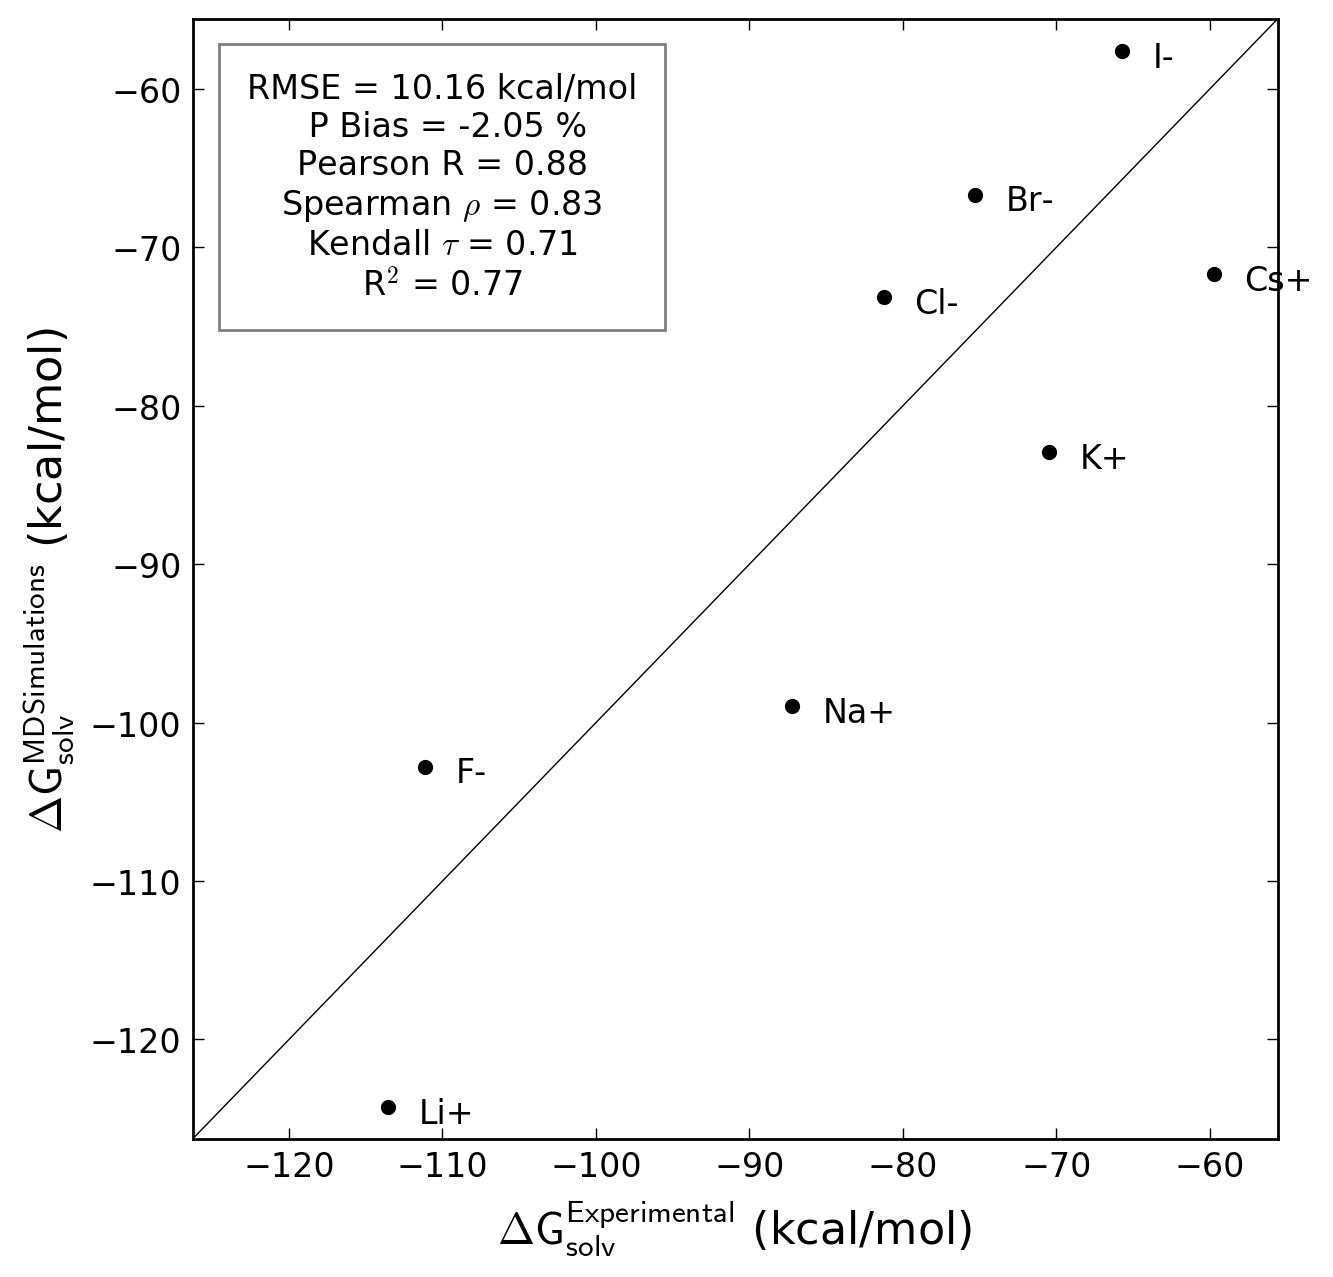 RMSE = 10.16 kcal/mol
P Bias = -2.05 %
Pearson R = 0.88
Spearman ρ = 0.83
Kendall τ = 0.71
R² = 0.77
I-
Br-
Cs+
Cl-
K+
Na+
F-
Li+
−60
−70
−80
−90
−100
−110
−120
ΔG_solv^MDSimulations (kcal/mol)
−120 −110 −100 −90 −80 −70 −60
ΔG_solv^Experimental (kcal/mol)